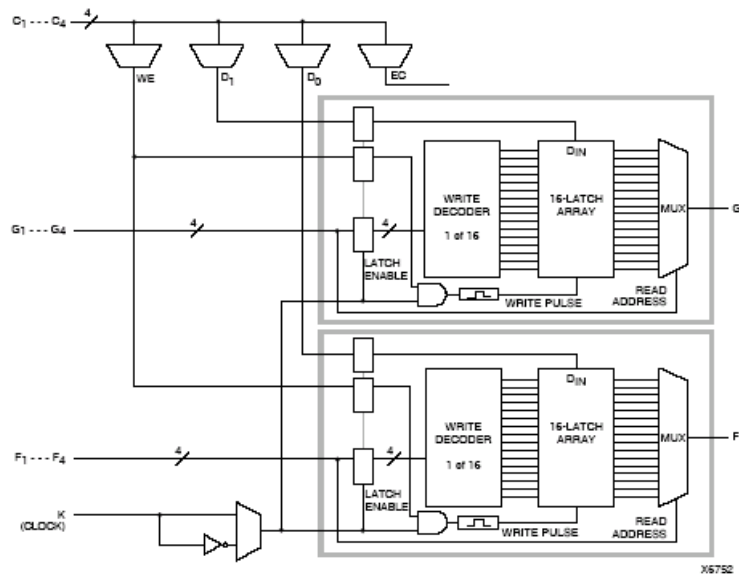 C1 --- C4
4
WE
D1
D0
EC
DIN
WRITE DECODER
1 of 16
16-LATCH ARRAY
MUX
G1 --- G4
4
4
G
LATCH ENABLE
WRITE PULSE
READ ADDRESS
DIN
WRITE DECODER
1 of 16
16-LATCH ARRAY
MUX
F1 --- F4
4
4
F
LATCH ENABLE
K
(CLOCK)
WRITE PULSE
READ ADDRESS
X6752